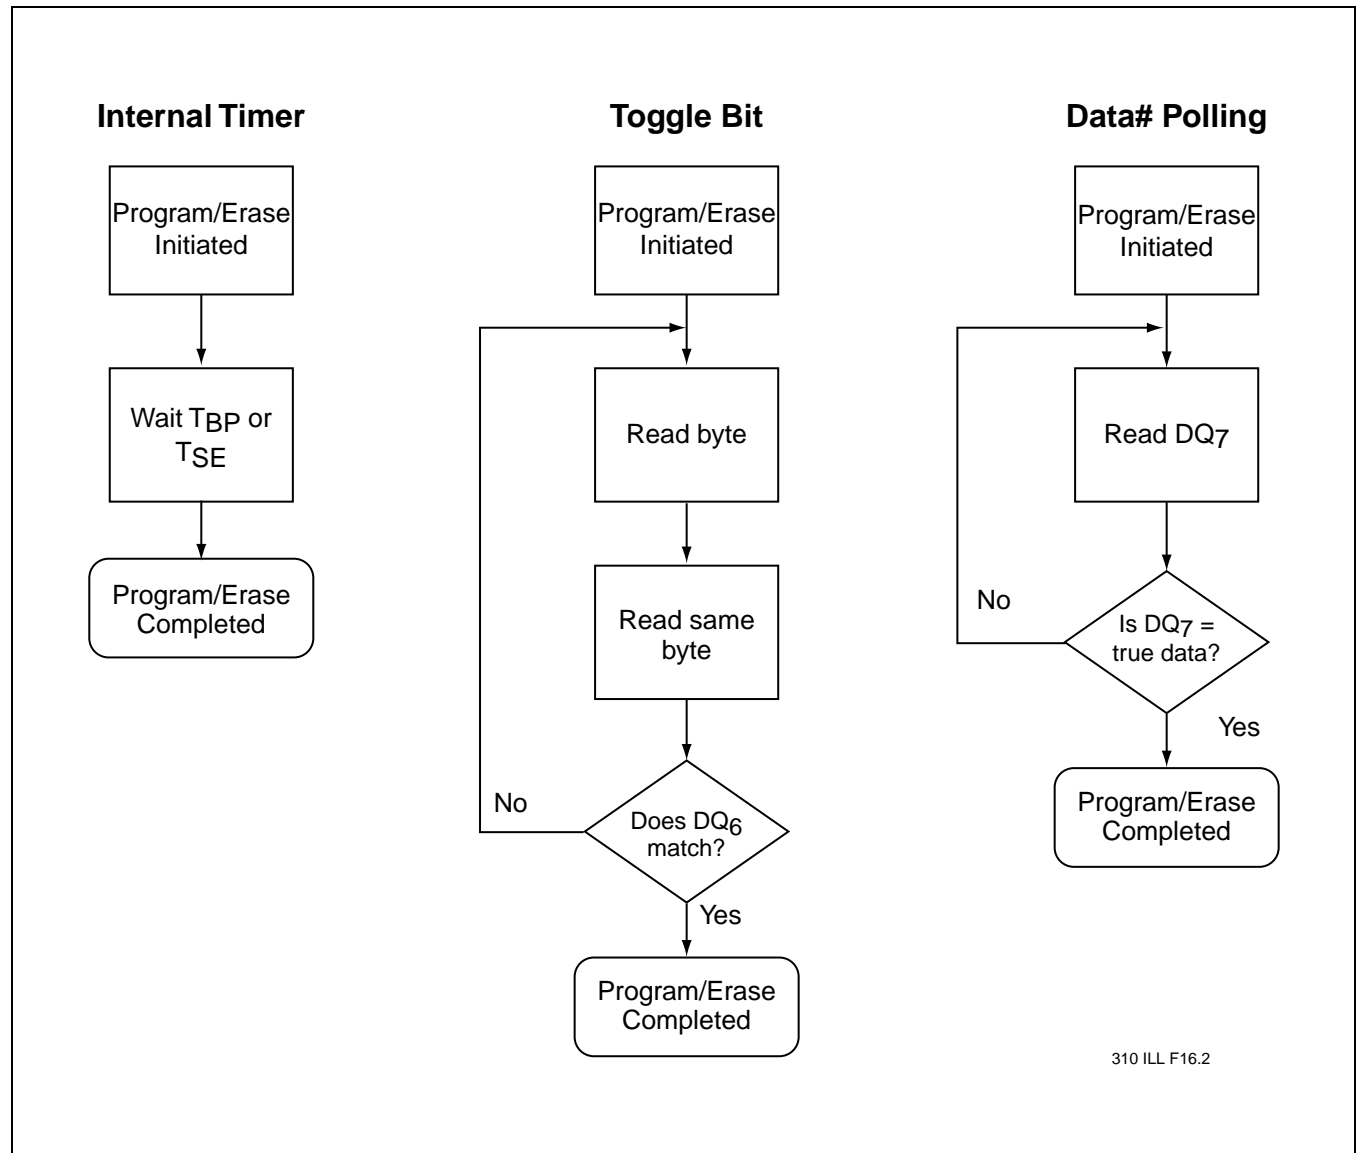 Internal Timer
Program/Erase
Initiated
Wait TBP or
TSE
Program/Erase
Completed
Toggle Bit
Program/Erase
Initiated
Read byte
Read same
byte
No
Does DQ6
match?
Yes
Program/Erase
Completed
Data# Polling
Program/Erase
Initiated
Read DQ7
No
Is DQ7 =
true data?
Yes
Program/Erase
Completed
310 ILL F16.2